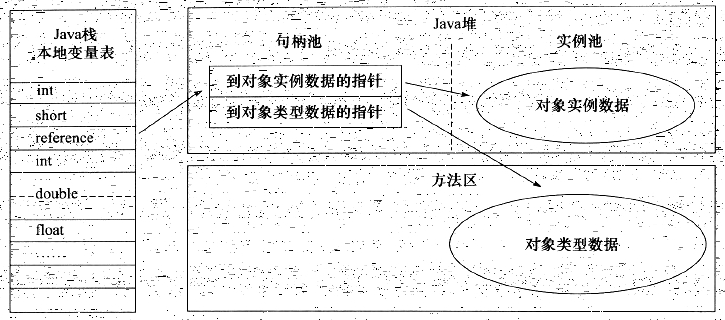 Java栈
本地变量表
int
short
reference
int
double
float
……
Java堆
句柄池
实例池
到对象实例数据的指针
到对象类型数据的指针
对象实例数据
方法区
对象类型数据